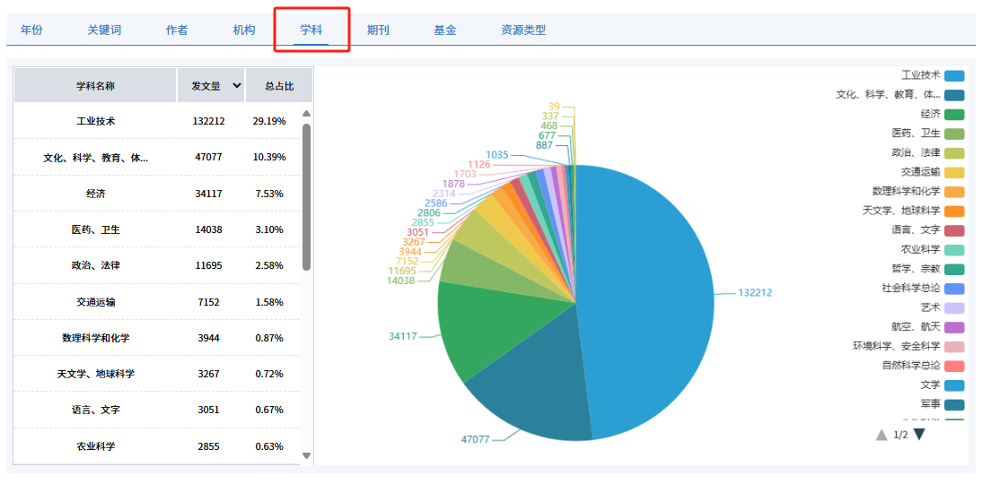 年份 关键词 作者 机构 学科 期刊 基金 资源类型
学科名称 发文量 总占比
工业技术 132212 29.19%
文化、科学、教育、体... 47077 10.39%
经济 34117 7.53%
医药、卫生 14038 3.10%
政治、法律 11695 2.58%
交通运输 7152 1.58%
数理科学和化学 3944 0.87%
天文学、地球科学 3267 0.72%
语言、文字 3051 0.67%
农业科学 2855 0.63%
39
337
468
677
887
1035
1126
1703
1878
2314
2586
2806
2855
3051
3267
3944
7152
11695
14038
34117
47077
132212
工业技术
文化、科学、教育、体...
经济
医药、卫生
政治、法律
交通运输
数理科学和化学
天文学、地球科学
语言、文字
农业科学
哲学、宗教
社会科学总论
艺术
航空、航天
环境科学、安全科学
自然科学总论
文学
军事
1/2